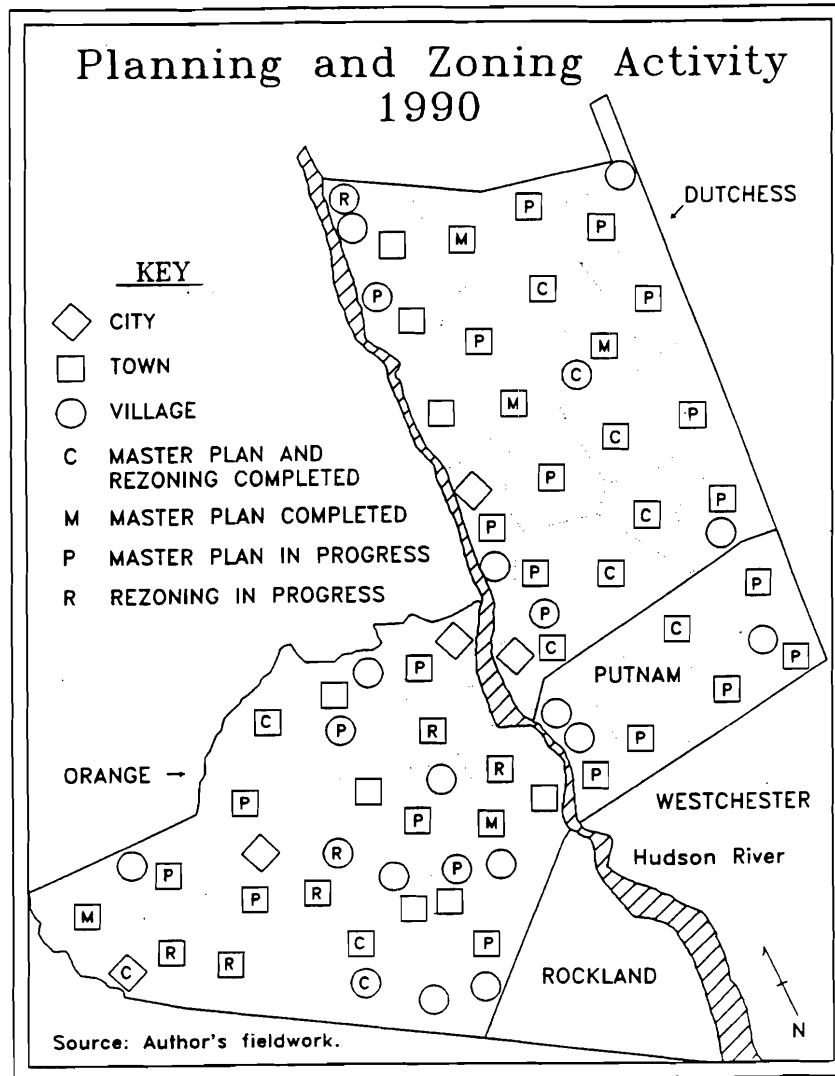 Planning and Zoning Activity
1990
DUTCHESS
R
P
M
P
KEY
P
C
P
CITY
P
M
TOWN
C
VILLAGE
M
P
C
C MASTER PLAN AND
REZONING COMPLETED
P
P
C
M MASTER PLAN COMPLETED
P
P MASTER PLAN IN PROGRESS
P
C
P
R REZONING IN PROGRESS
P
C
C
P
P
PUTNAM
P
C
P
R
P
ORANGE
R
P
WESTCHESTER
P
P
M
Hudson River
R
P
P
P
R
M
C
P
R
R
C
C
ROCKLAND
N
Source: Author's fieldwork.